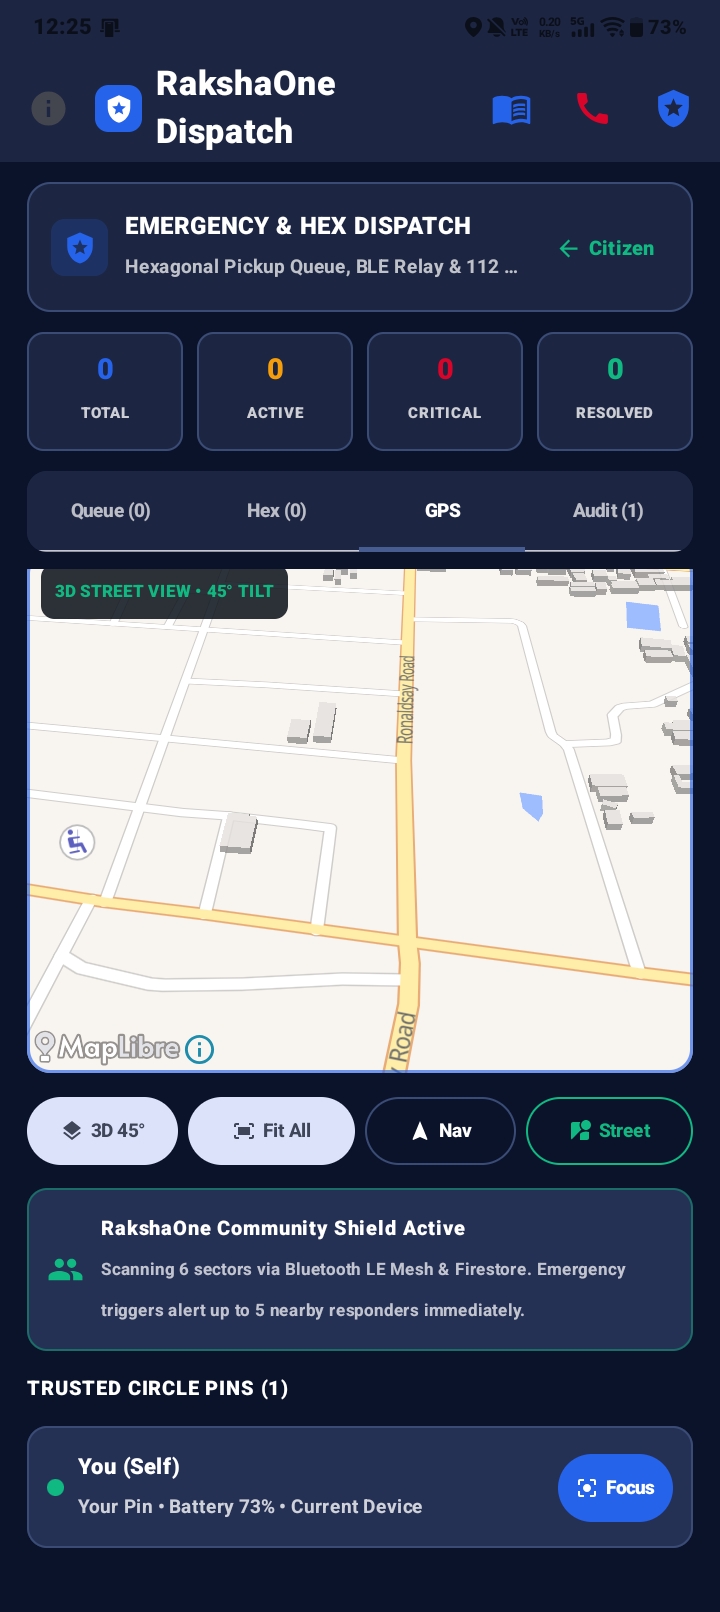 12:25
Vo))
LTE
0.20
KB/s
5G
73%
RakshaOne
Dispatch
EMERGENCY & HEX DISPATCH
Hexagonal Pickup Queue, BLE Relay & 112 ...
Citizen
0
TOTAL
0
ACTIVE
0
CRITICAL
0
RESOLVED
Queue (0)
Hex (0)
GPS
Audit (1)
3D STREET VIEW • 45° TILT
Ronaldsay Road
y Road
MapLibre
3D 45°
Fit All
Nav
Street
RakshaOne Community Shield Active
Scanning 6 sectors via Bluetooth LE Mesh & Firestore. Emergency
triggers alert up to 5 nearby responders immediately.
TRUSTED CIRCLE PINS (1)
You (Self)
Your Pin • Battery 73% • Current Device
Focus